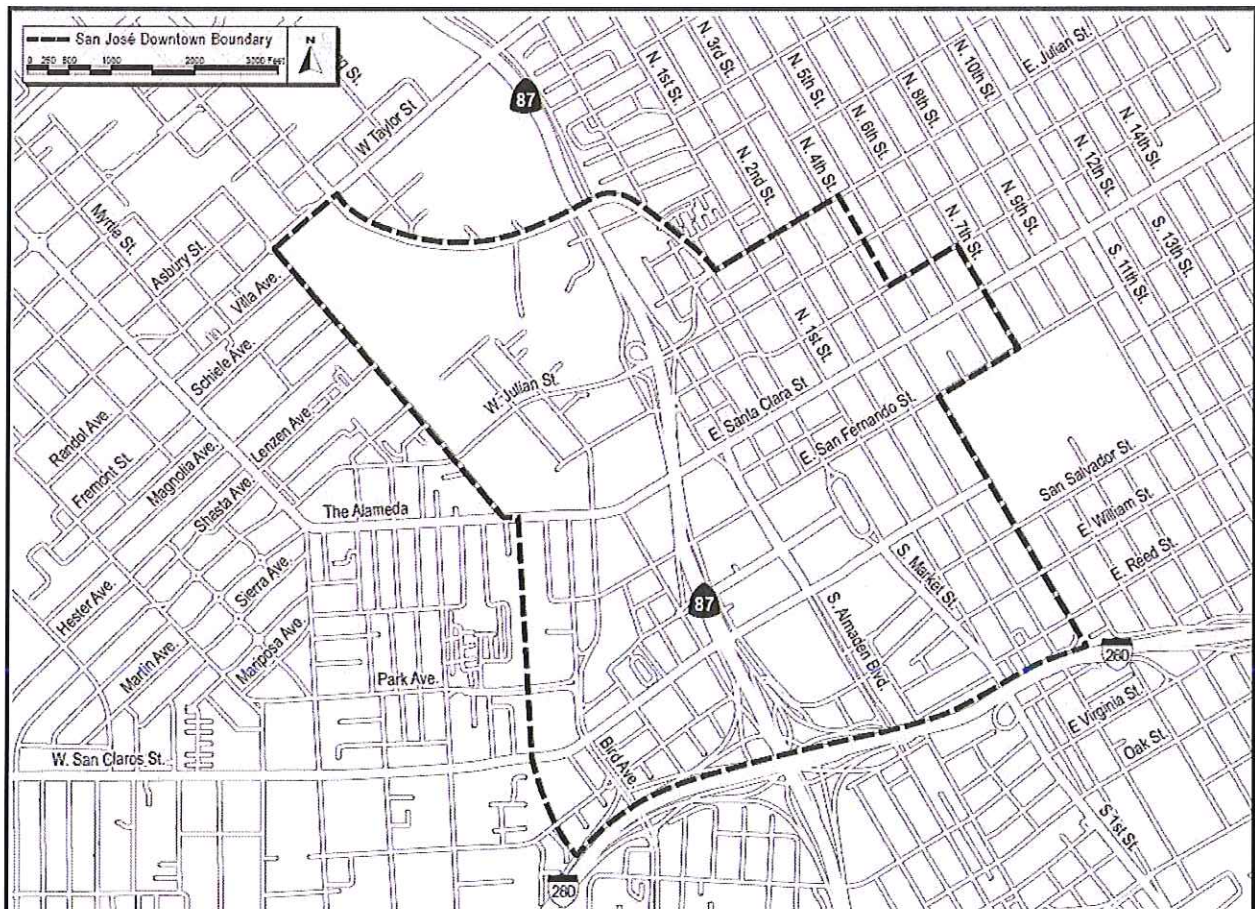 San José Downtown Boundary
N
0 250 500 1000 2000 3000 Feet
W Taylor St.
87
N. 1st St.
N. 3rd St.
N. 5th St.
N. 8th St.
N. 10th St.
E. Julian St.
N. 2nd St.
N. 4th St.
N. 6th St.
N. 7th St.
N. 9th St.
N. 12th St.
N. 14th St.
S. 11th St.
S. 13th St.
Myrtle St.
Asbury St.
Villa Ave.
Schiele Ave.
Lenzen Ave.
Randol Ave.
Fremont St.
Magnolia Ave.
Shasta Ave.
The Alameda
Hester Ave.
Martin Ave.
Sierra Ave.
Mariposa Ave.
Park Ave.
W. San Claros St.
W. Julian St.
N. 1st St.
E. Santa Clara St
E. San Fernando St.
San Salvador St.
E. William St.
E. Reed St.
S. Market St.
S. Almaden Blvd.
87
Bird Ave.
280
280
E Virginia St.
Oak St.
S 1st St.